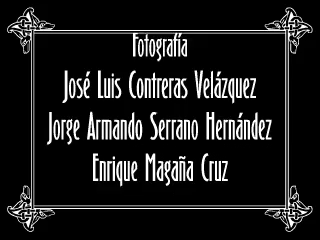 Fotografía
José Luis Contreras Velázquez
Jorge Armando Serrano Hernández
Enrique Magaña Cruz